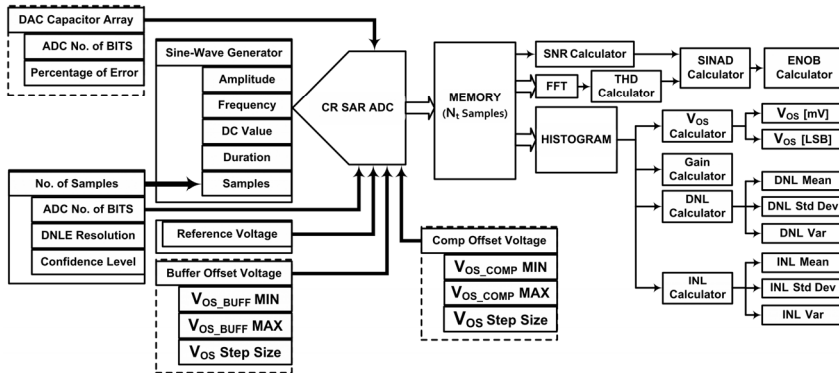 DAC Capacitor Array
ADC No. of BITS
Percentage of Error
Sine-Wave Generator
Amplitude
Frequency
DC Value
Duration
Samples
No. of Samples
ADC No. of BITS
DNLE Resolution
Confidence Level
Reference Voltage
Buffer Offset Voltage
VOS_BUFF MIN
VOS_BUFF MAX
VOS Step Size
CR SAR ADC
Comp Offset Voltage
VOS_COMP MIN
VOS_COMP MAX
VOS Step Size
MEMORY
(Nt Samples)
SNR Calculator
FFT
THD
Calculator
SINAD
Calculator
ENOB
Calculator
HISTOGRAM
VOS
Calculator
VOS [mV]
VOS [LSB]
Gain
Calculator
DNL
Calculator
DNL Mean
DNL Std Dev
DNL Var
INL
Calculator
INL Mean
INL Std Dev
INL Var